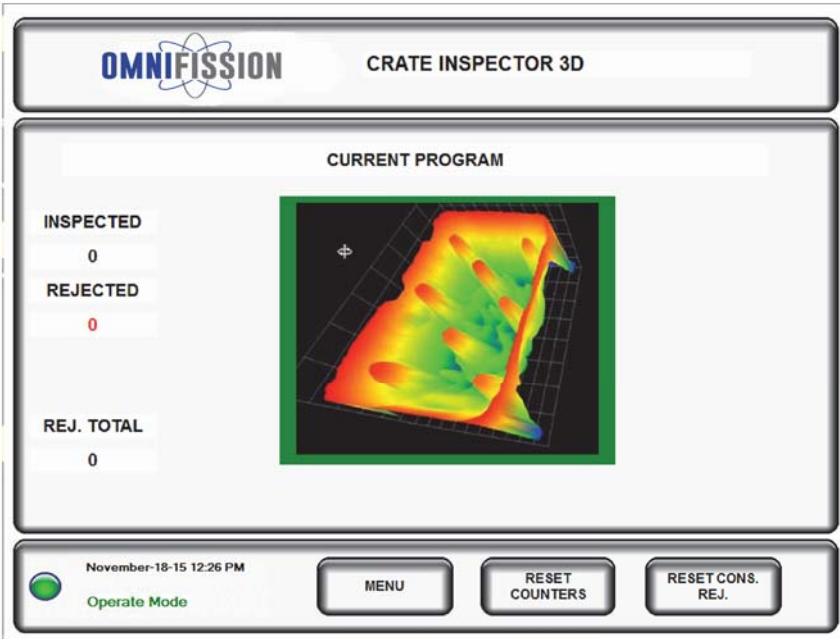 OMNIFISSION
CRATE INSPECTOR 3D
CURRENT PROGRAM
INSPECTED
0
REJECTED
0
REJ. TOTAL
0
November-18-15 12:26 PM
Operate Mode
MENU
RESET
COUNTERS
RESET CONS.
REJ.